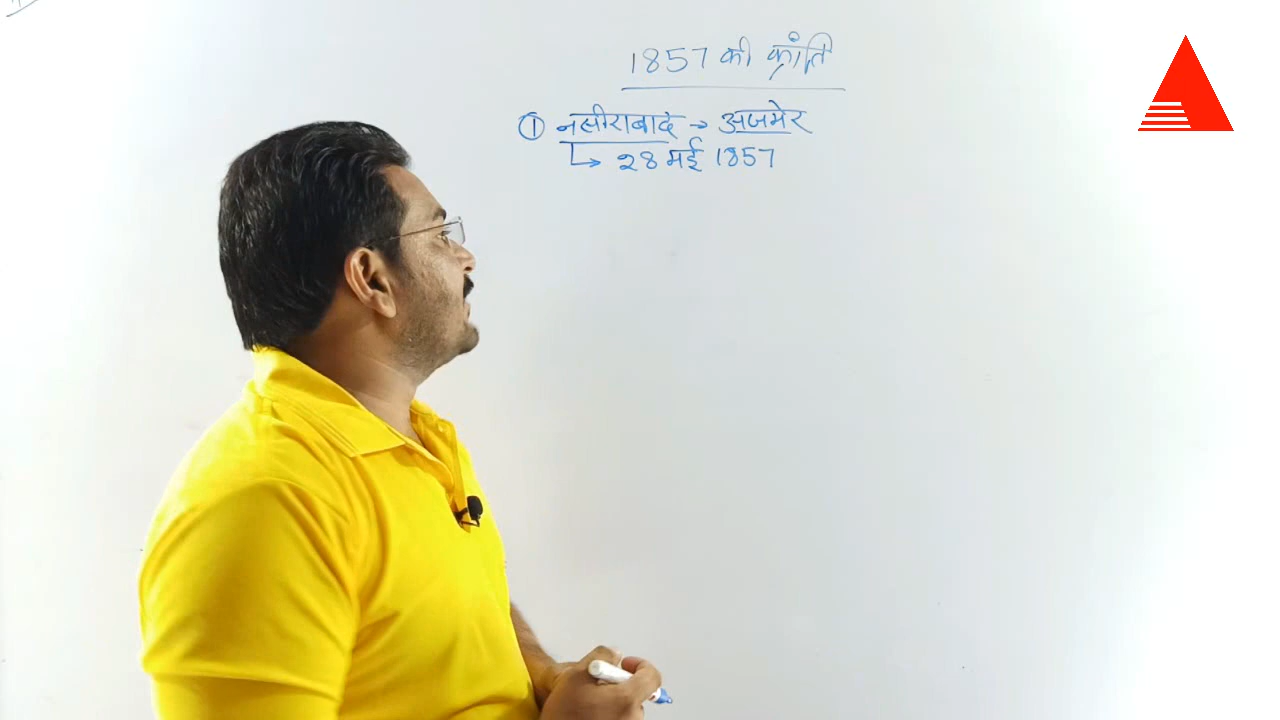 1857 की क्रांति
① नसीराबाद → अजमेर
↳ 28 मई 1857